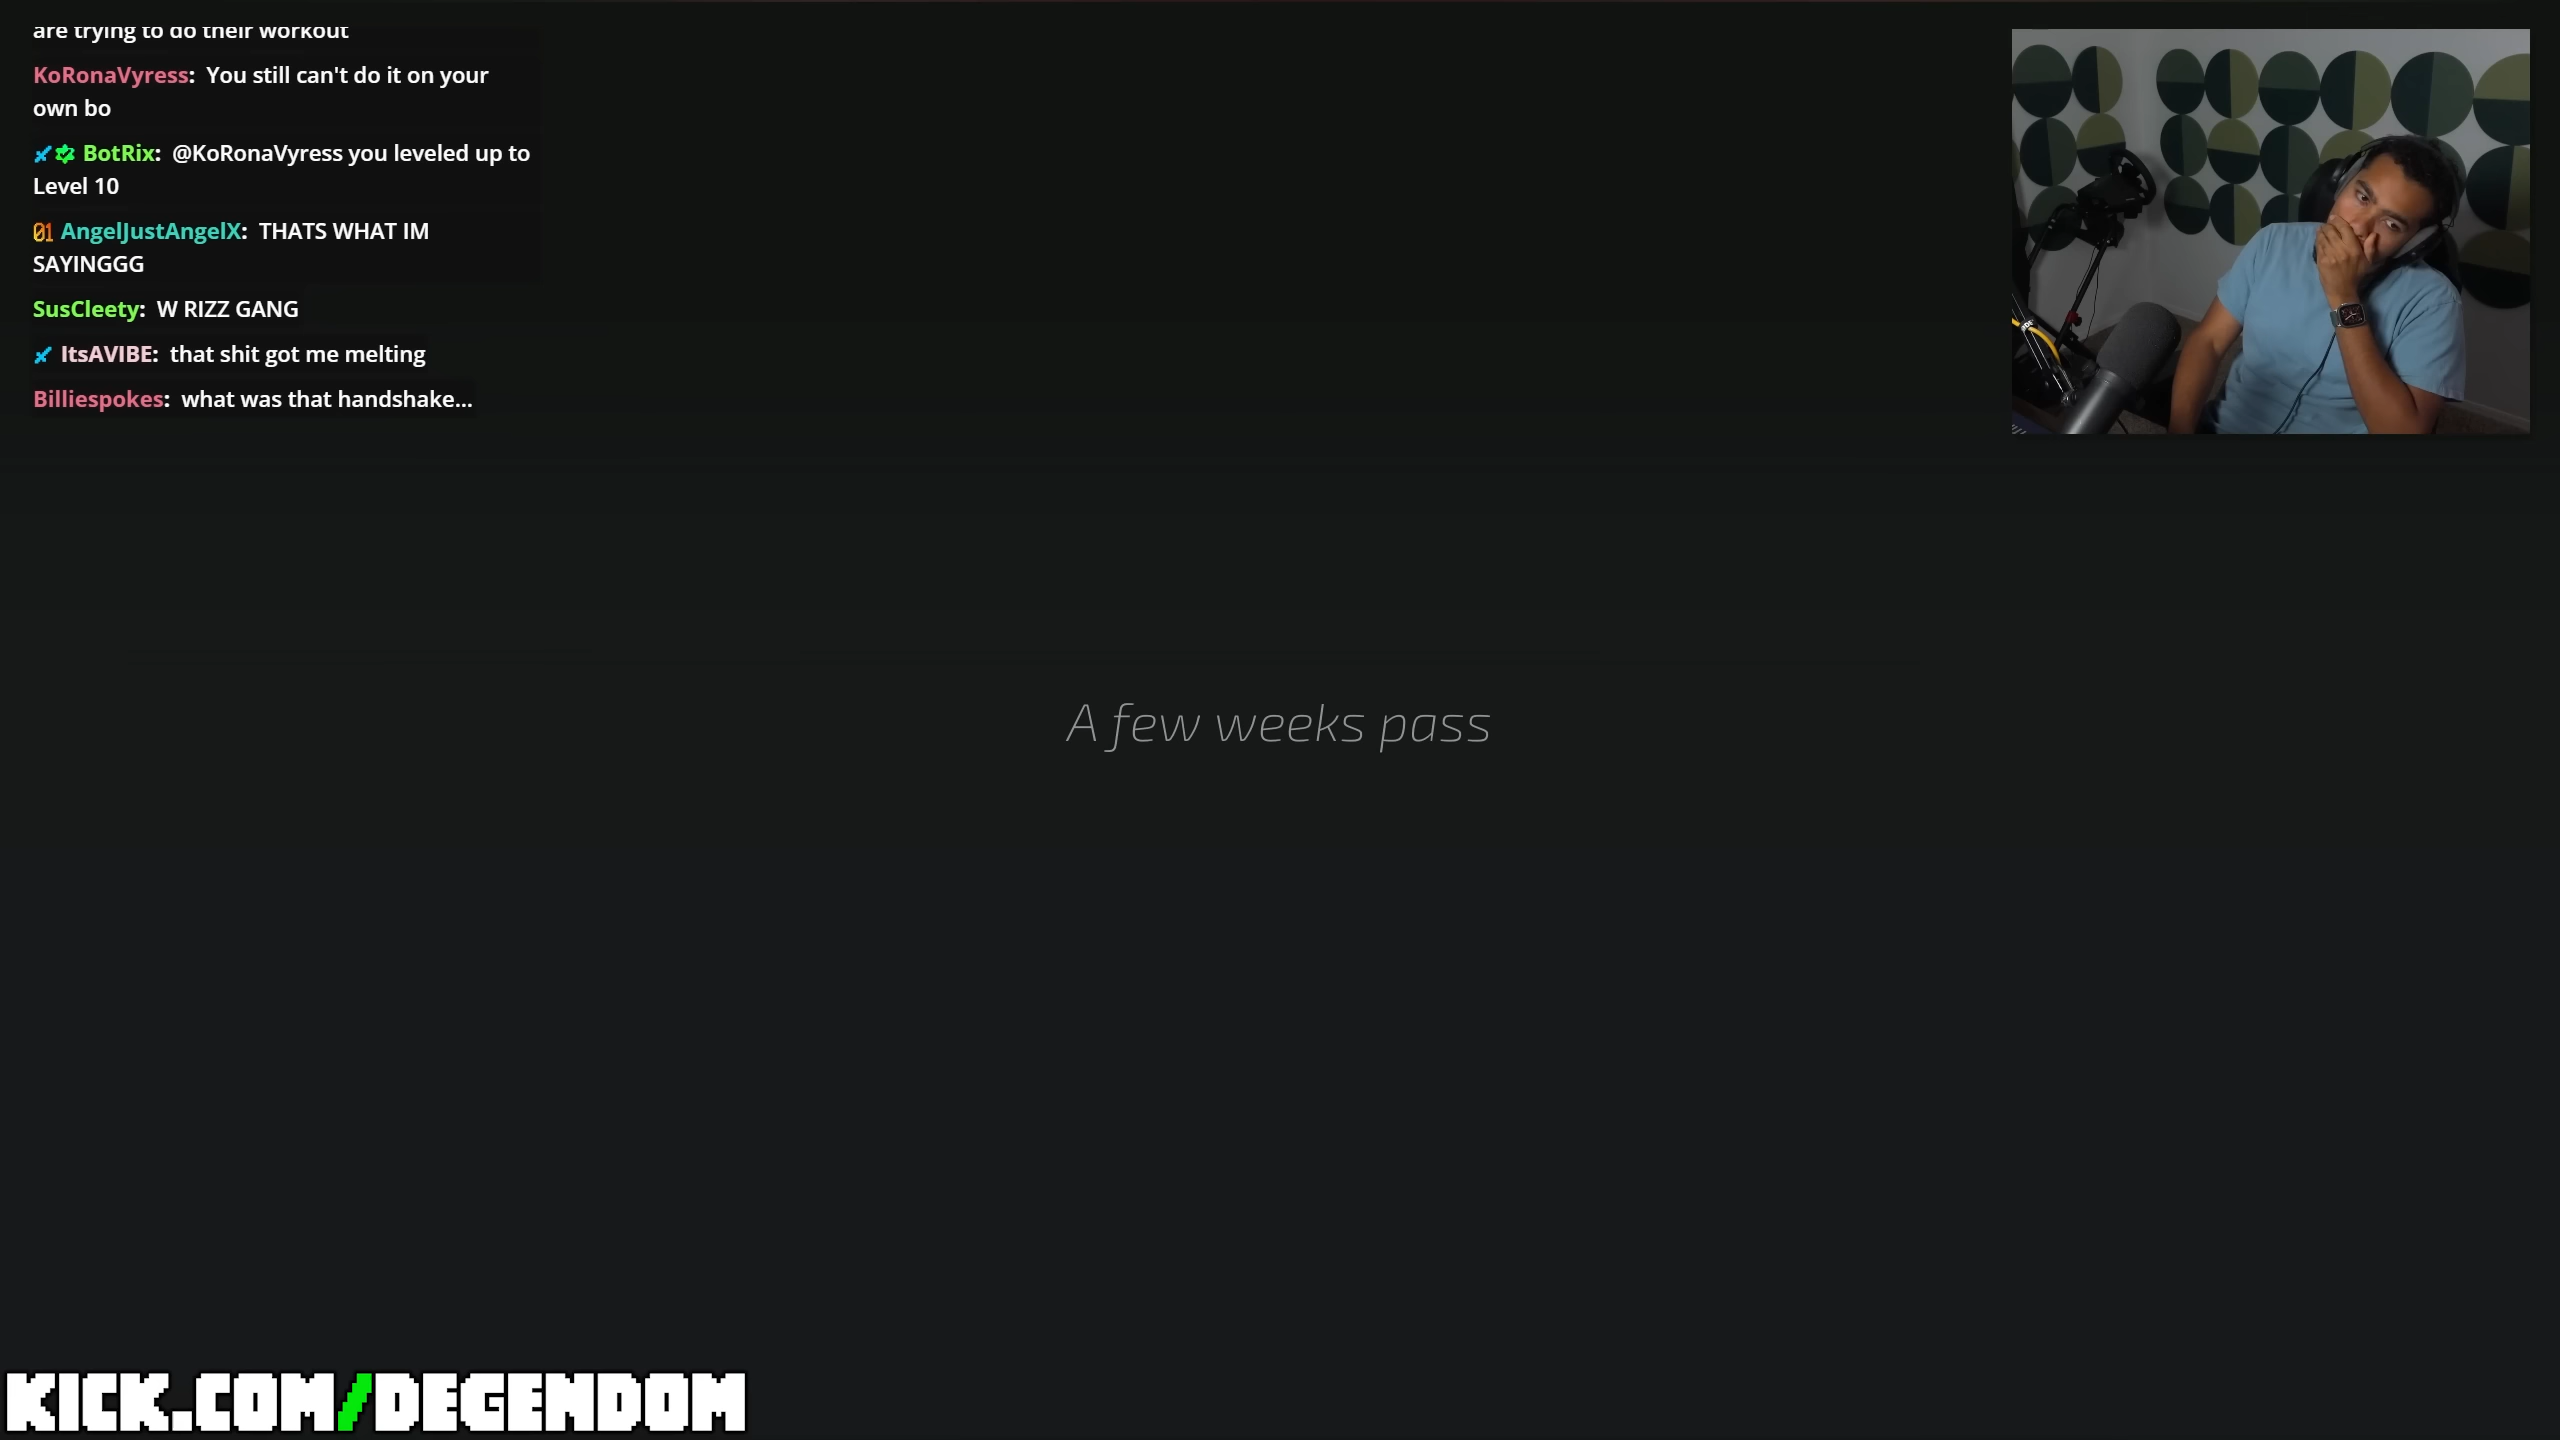 are trying to do their workout
KoRonaVyress: You still can't do it on your
own bo
BotRix: @KoRonaVyress you leveled up to
Level 10
01 AngelJustAngelX: THATS WHAT IM
SAYINGGG
SusCleety: W RIZZ GANG
ItsAVIBE: that shit got me melting
Billiespokes: what was that handshake...
A few weeks pass
KICK.COM/DEGENDOM